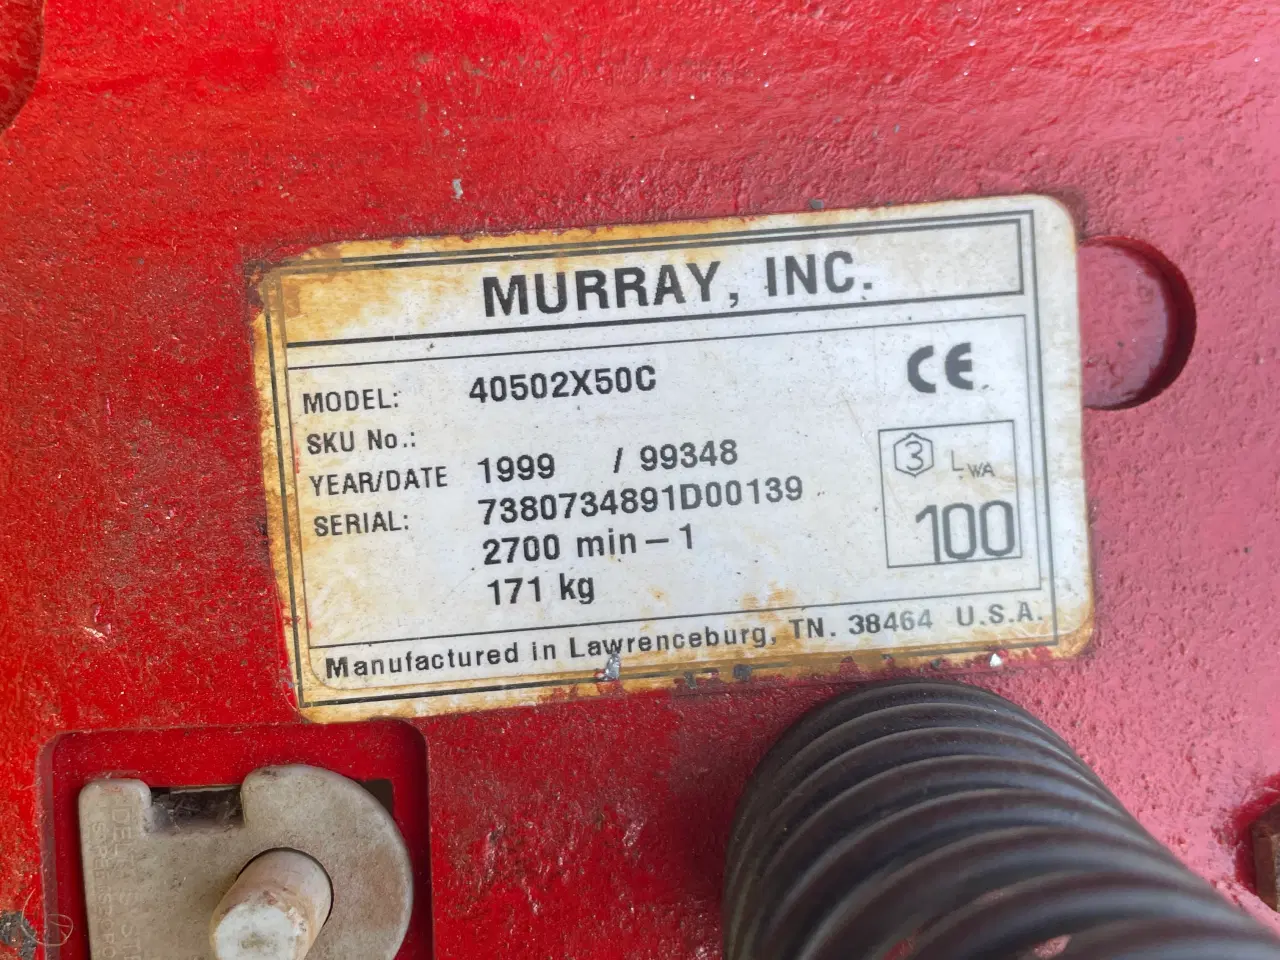 MURRAY, INC.
MODEL: 40502X50C
SKU No.:
YEAR/DATE 1999 / 99348
SERIAL: 7380734891D00139
2700 min – 1
171 kg
CE
3 LWA
100
Manufactured in Lawrenceburg, TN. 38464 U.S.A.